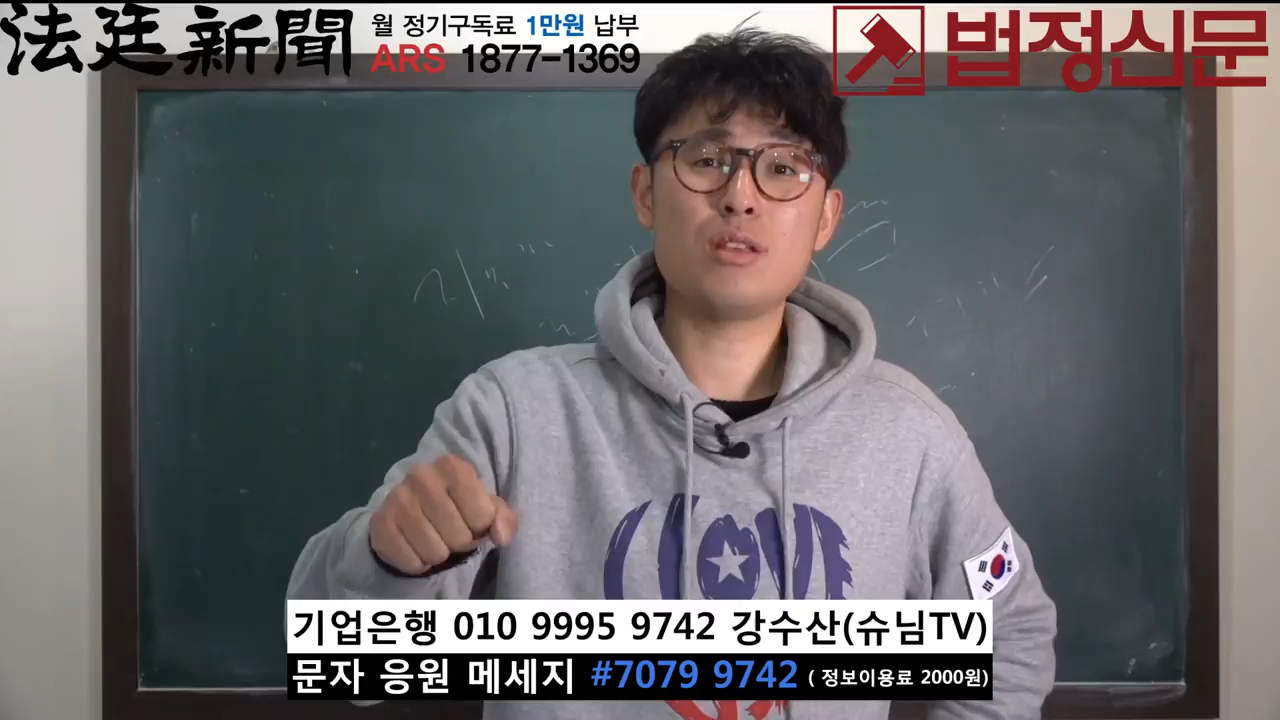 法廷新聞
월 정기구독료 1만원 납부
ARS 1877-1369
법정신문
기업은행 010 9995 9742 강수산(슈님TV)
문자 응원 메세지 #7079 9742 ( 정보이용료 2000원)